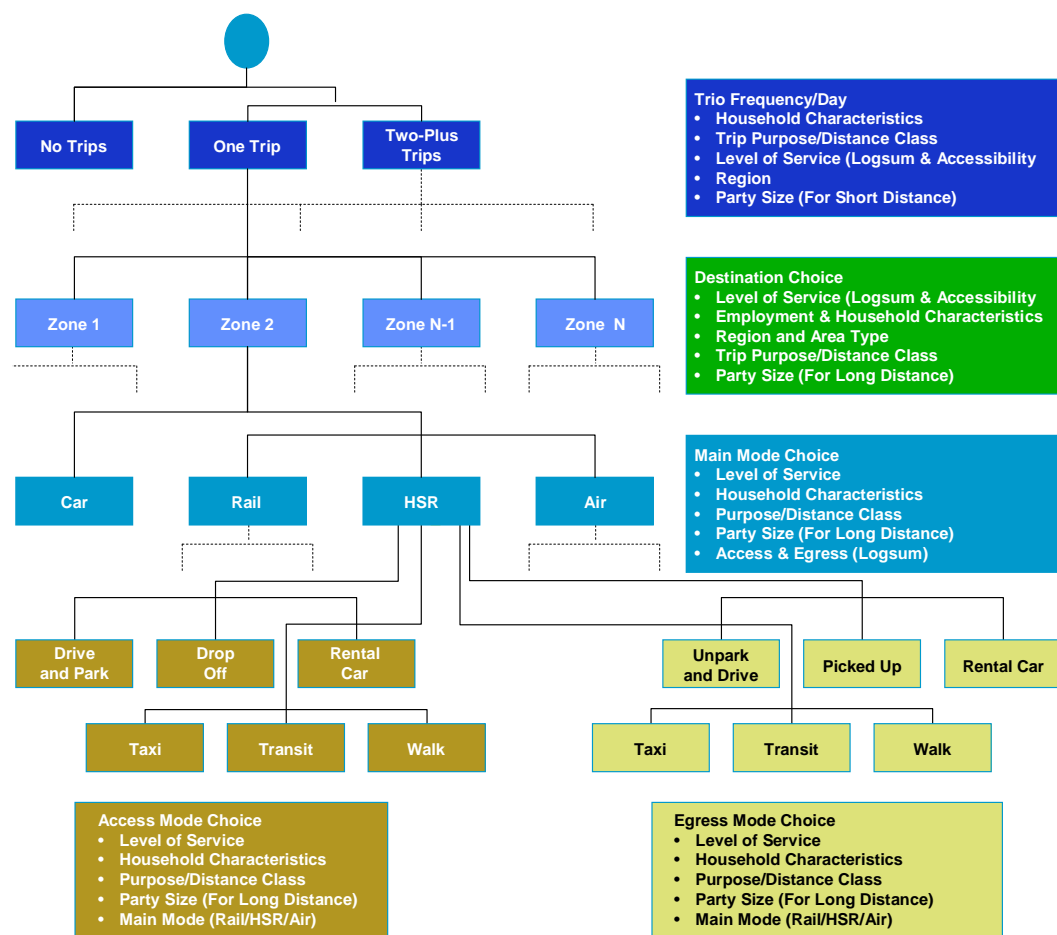 No Trips
One Trip
Two-Plus
Trips
Trio Frequency/Day
• Household Characteristics
• Trip Purpose/Distance Class
• Level of Service (Logsum & Accessibility
• Region
• Party Size (For Short Distance)
Zone 1
Zone 2
Zone N-1
Zone N
Destination Choice
• Level of Service (Logsum & Accessibility
• Employment & Household Characteristics
• Region and Area Type
• Trip Purpose/Distance Class
• Party Size (For Long Distance)
Car
Rail
HSR
Air
Main Mode Choice
• Level of Service
• Household Characteristics
• Purpose/Distance Class
• Party Size (For Long Distance)
• Access & Egress (Logsum)
Drive
and Park
Drop
Off
Rental
Car
Unpark
and Drive
Picked Up
Rental Car
Taxi
Transit
Walk
Taxi
Transit
Walk
Access Mode Choice
• Level of Service
• Household Characteristics
• Purpose/Distance Class
• Party Size (For Long Distance)
• Main Mode (Rail/HSR/Air)
Egress Mode Choice
• Level of Service
• Household Characteristics
• Purpose/Distance Class
• Party Size (For Long Distance)
• Main Mode (Rail/HSR/Air)